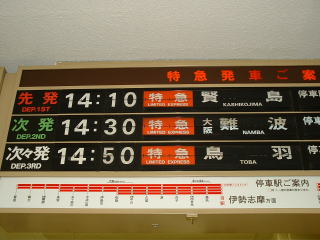 特急発車ご案
先発 14:10 特急 賢島 停車
DEP.1ST LIMITED EXPRESS KASHIKOJIMA
次発 14:30 特急 大阪難波 停車
DEP.2ND LIMITED EXPRESS NAMBA
次々発 14:50 特急 鳥羽 停車
DEP.3RD LIMITED EXPRESS TOBA
停車駅ご案内
伊勢志摩方面